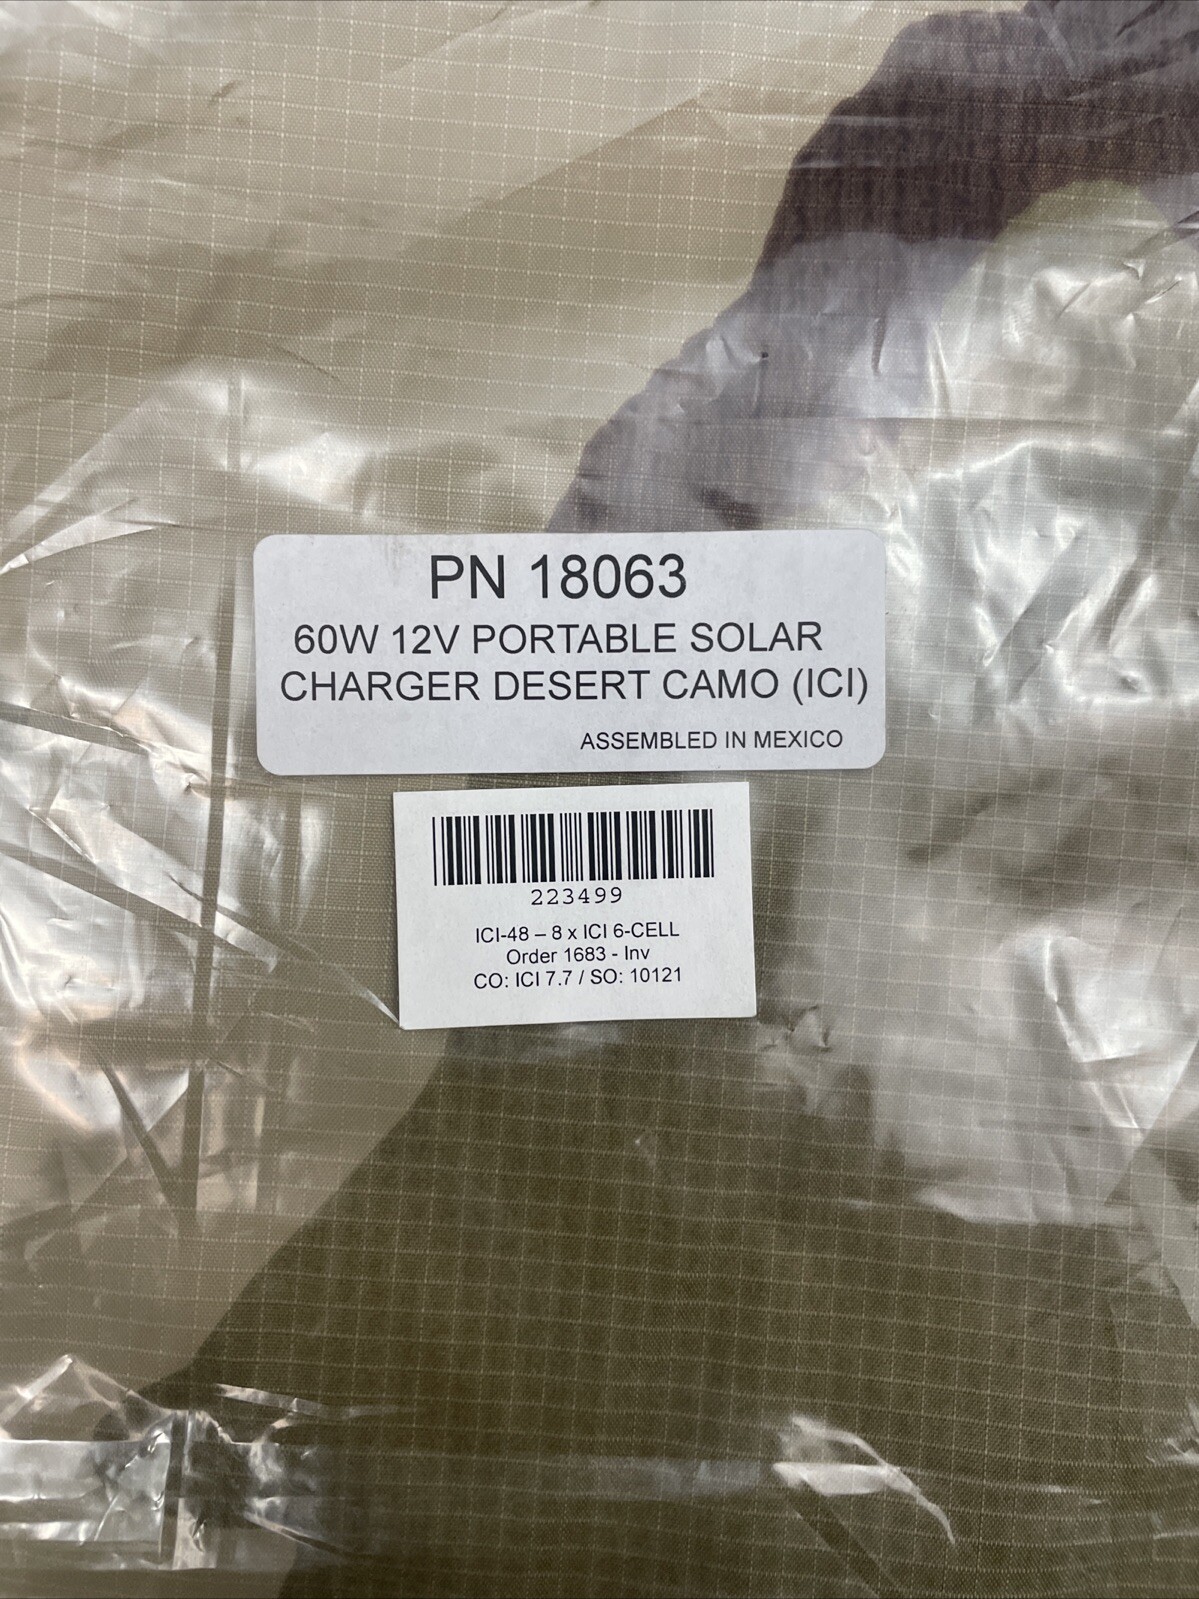 PN 18063
60W 12V PORTABLE SOLAR
CHARGER DESERT CAMO (ICI)
ASSEMBLED IN MEXICO
223499
ICI-48 – 8 x ICI 6-CELL
Order 1683 - Inv
CO: ICI 7.7 / SO: 10121